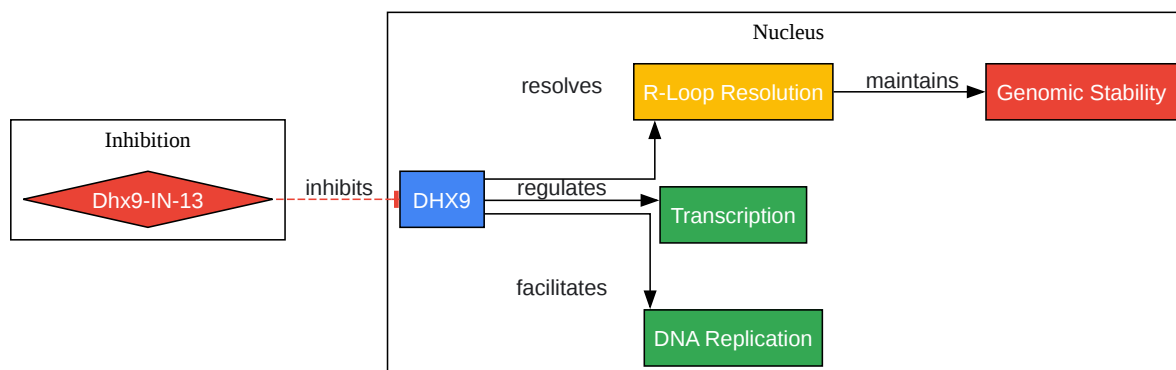 Nucleus
resolves
R-Loop Resolution
maintains
Genomic Stability
Inhibition
Dhx9-IN-13
inhibits
DHX9
regulates
Transcription
facilitates
DNA Replication